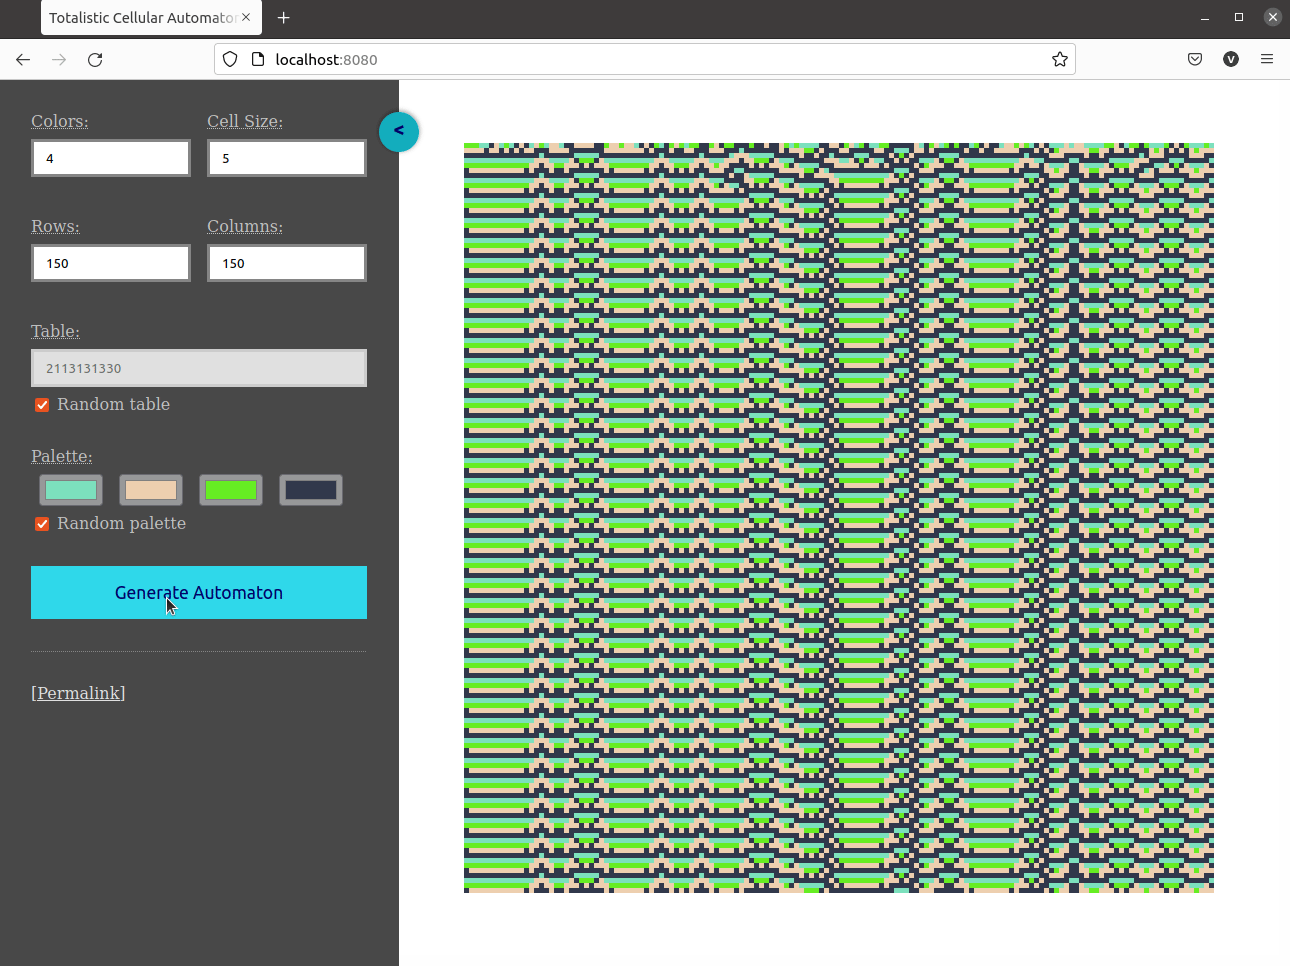 Totalistic Cellular Automator
localhost:8080
V
Colors:
Cell Size:
4
5
<
Rows:
Columns:
150
150
Table:
2113131330
Random table
Palette:
Random palette
Generate Automaton
[Permalink]